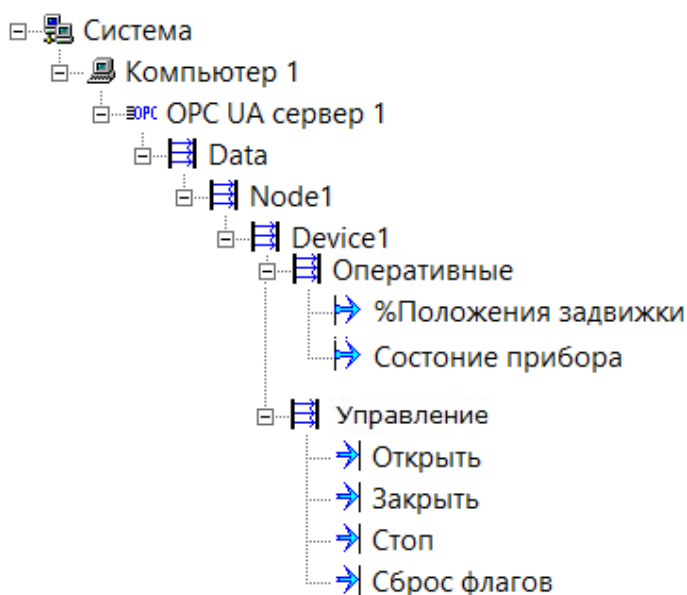 Система
Компьютер 1
OPC OPC UA сервер 1
Data
Node1
Device1
Оперативные
%Положения задвижки
Состоние прибора
Управление
Открыть
Закрыть
Стоп
Сброс флагов